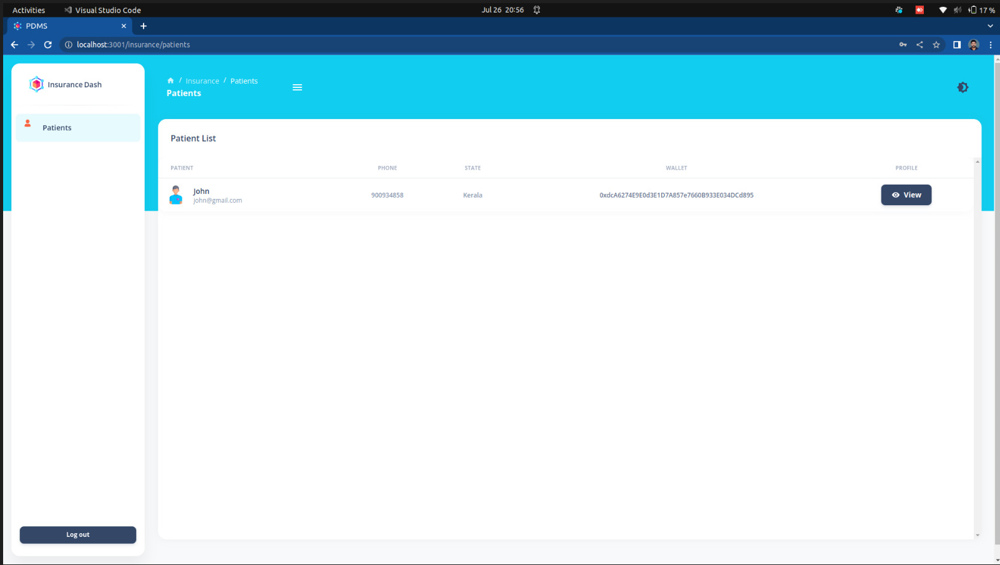 Activities Visual Studio Code Jul 26 20:56 17 %
PDMS
localhost:3001/insurance/patients
Insurance Dash
/ Insurance / Patients
Patients
Patients
Patient List
PATIENT PHONE STATE WALLET PROFILE
John
john@gmail.com
900934858 Kerala 0xdcA6274E9E0d3E1D7A857e7660B933E034DCd895 View
Log out